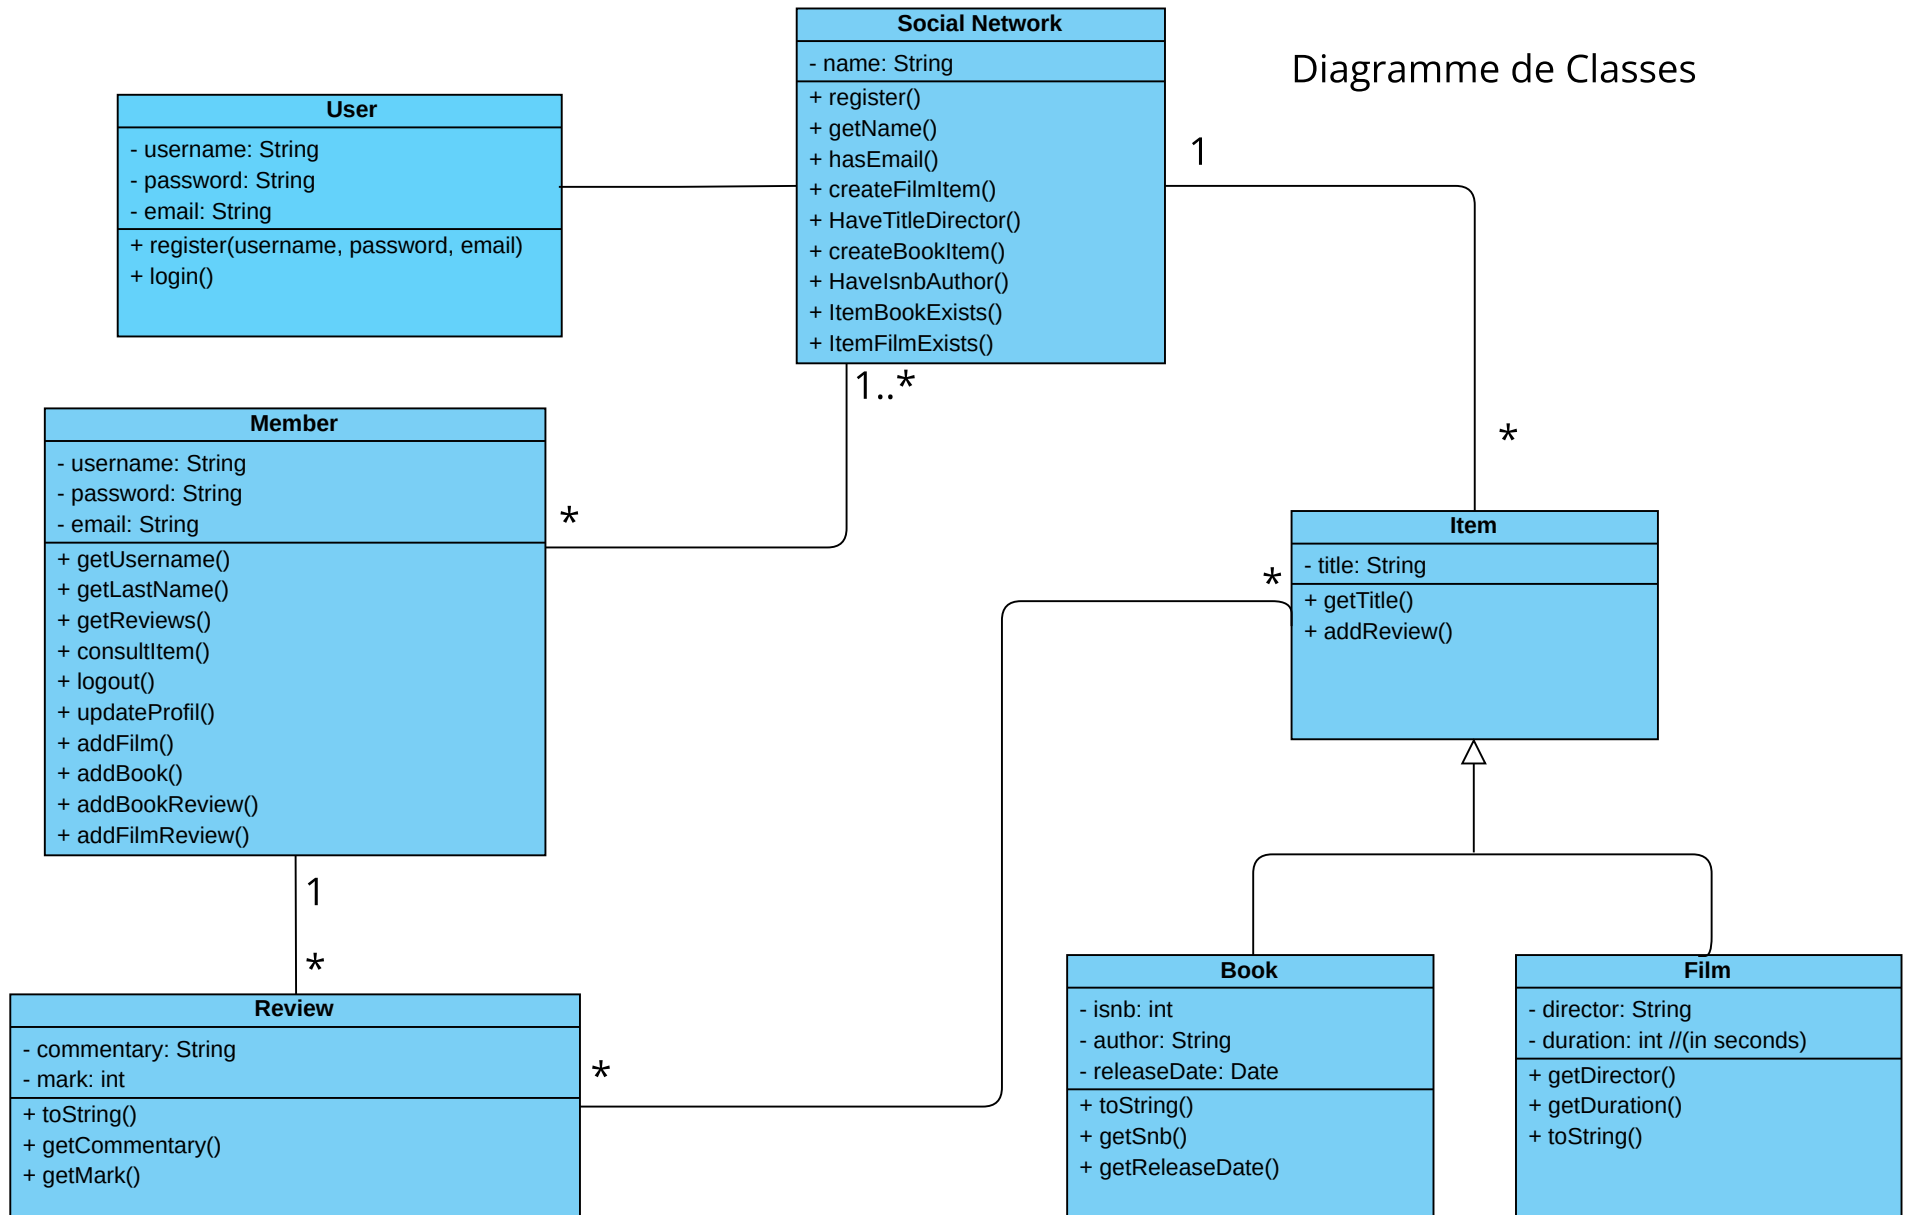 Diagramme de Classes
Social Network
- name: String
+ register()
+ getName()
+ hasEmail()
+ createFilmItem()
+ HaveTitleDirector()
+ createBookItem()
+ HaveIsnbAuthor()
+ ItemBookExists()
+ ItemFilmExists()
User
- username: String
- password: String
- email: String
+ register(username, password, email)
+ login()
1
1..*
*
*
Member
- username: String
- password: String
- email: String
+ getUsername()
+ getLastName()
+ getReviews()
+ consultItem()
+ logout()
+ updateProfil()
+ addFilm()
+ addBook()
+ addBookReview()
+ addFilmReview()
Item
- title: String
+ getTitle()
+ addReview()
*
1
*
Review
- commentary: String
- mark: int
+ toString()
+ getCommentary()
+ getMark()
*
Book
- isnb: int
- author: String
- releaseDate: Date
+ toString()
+ getSnb()
+ getReleaseDate()
Film
- director: String
- duration: int //(in seconds)
+ getDirector()
+ getDuration()
+ toString()